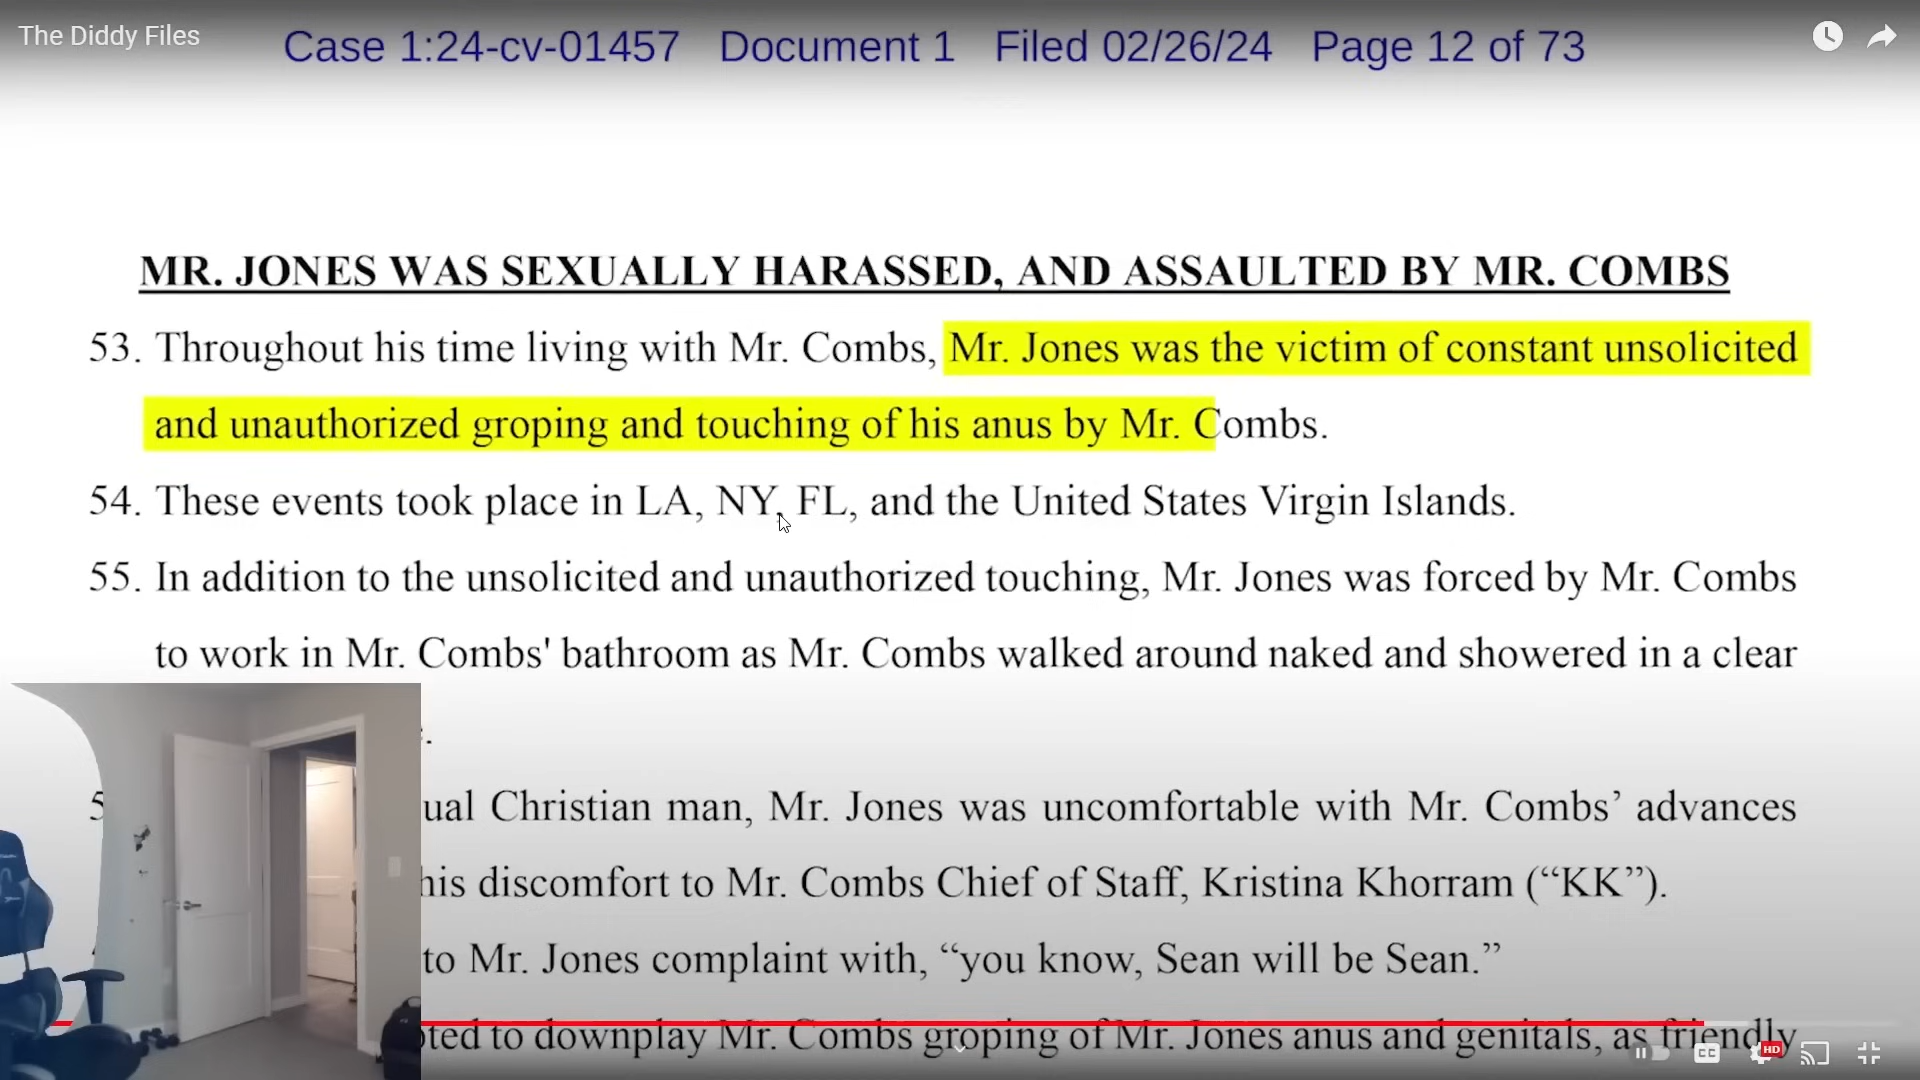 The Diddy Files
Case 1:24-cv-01457 Document 1 Filed 02/26/24 Page 12 of 73
MR. JONES WAS SEXUALLY HARASSED, AND ASSAULTED BY MR. COMBS
53. Throughout his time living with Mr. Combs, Mr. Jones was the victim of constant unsolicited
and unauthorized groping and touching of his anus by Mr. Combs.
54. These events took place in LA, NY, FL, and the United States Virgin Islands.
55. In addition to the unsolicited and unauthorized touching, Mr. Jones was forced by Mr. Combs
to work in Mr. Combs' bathroom as Mr. Combs walked around naked and showered in a clear
ual Christian man, Mr. Jones was uncomfortable with Mr. Combs’ advances
his discomfort to Mr. Combs Chief of Staff, Kristina Khorram (“KK”).
to Mr. Jones complaint with, “you know, Sean will be Sean.”
ted to downplay Mr. Combs groping of Mr. Jones anus and genitals, as friendly
CC
HD